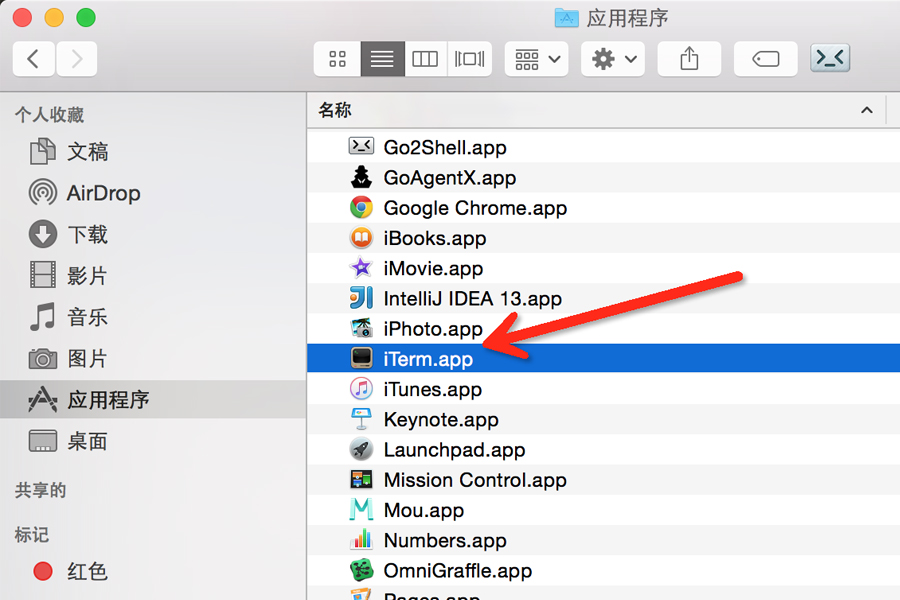 应用程序
个人收藏
文稿
AirDrop
下载
影片
音乐
图片
应用程序
桌面
共享的
标记
红色
名称
Go2Shell.app
GoAgentX.app
Google Chrome.app
iBooks.app
iMovie.app
IntelliJ IDEA 13.app
iPhoto.app
iTerm.app
iTunes.app
Keynote.app
Launchpad.app
Mission Control.app
Mou.app
Numbers.app
OmniGraffle.app
Pages.app